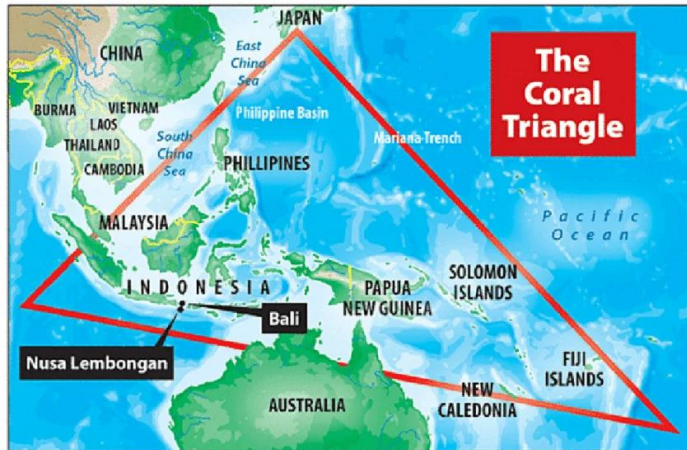 JAPAN
The
Coral
Triangle
CHINA
East
China
Sea
BURMA
VIETNAM
LAOS
THAILAND
CAMBODIA
South
China
Sea
Philippine Basin
Mariana Trench
PHILLIPINES
MALAYSIA
Pacific
Ocean
INDONESIA
PAPUA
NEW GUINEA
SOLOMON
ISLANDS
Bali
Nusa Lembongan
FIJI
ISLANDS
NEW
CALEDONIA
AUSTRALIA